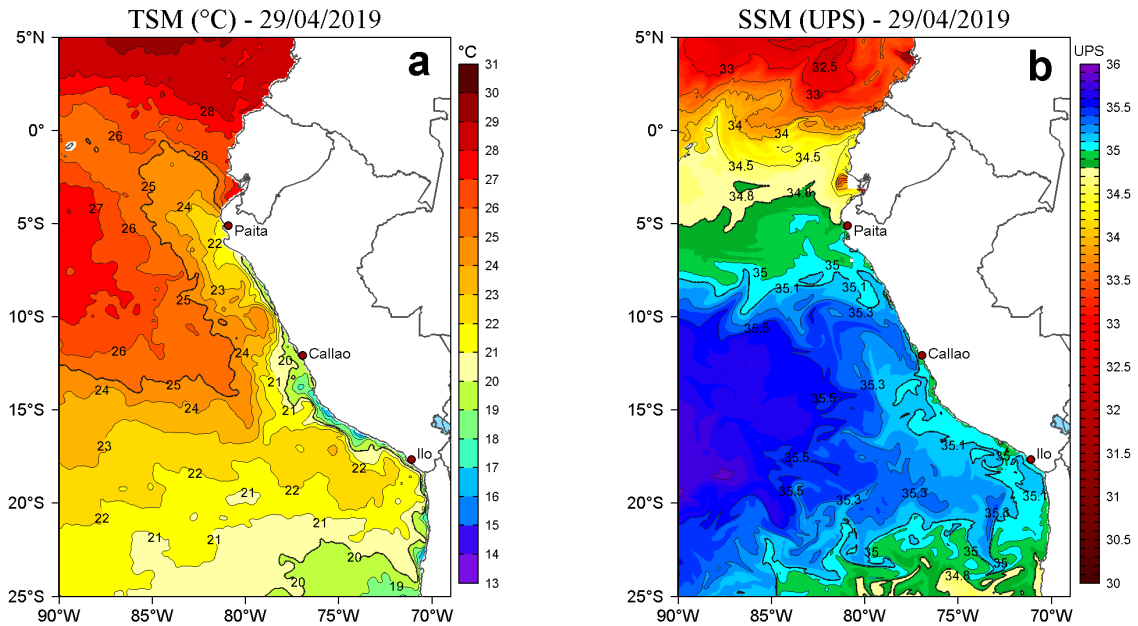 TSM (°C) - 29/04/2019
a
°C
5°N
0°
5°S
10°S
15°S
20°S
25°S
90°W
85°W
80°W
75°W
70°W
28
26
26
25
24
27
26
22
23
25
24
26
25
20
21
24
24
21
23
22
22
22
21
22
21
21
21
20
20
19
Paita
Callao
Ilo
31
30
29
28
27
26
25
24
23
22
21
20
19
18
17
16
15
14
13
SSM (UPS) - 29/04/2019
b
UPS
5°N
0°
5°S
10°S
15°S
20°S
25°S
90°W
85°W
80°W
75°W
70°W
33
32.5
33
34
34
34.5
34.5
34.8
34.8
35
35
35.1
35.1
35.3
35.5
35.3
35.5
35.1
35
35.5
35.5
35.3
35.3
35.1
35.3
35
35
35
34.8
Paita
Callao
Ilo
36
35.5
35
34.5
34
33.5
33
32.5
32
31.5
31
30.5
30